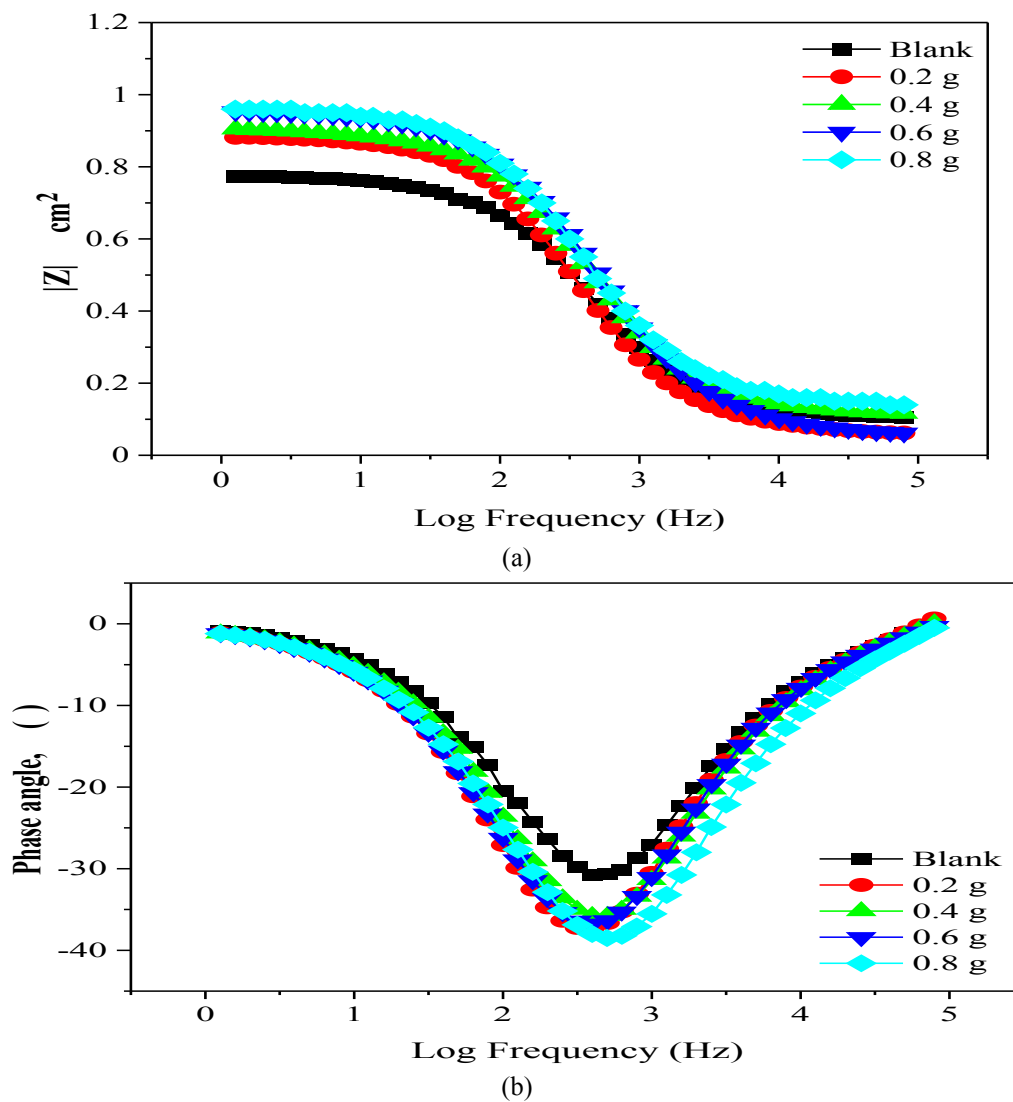 (a)
1.2
1
0.8
0.6
0.4
0.2
0
|Z| cm²
Blank
0.2 g
0.4 g
0.6 g
0.8 g
0 1 2 3 4 5
Log Frequency (Hz)
(a)
0
-10
-20
-30
-40
Phase angle, ( )
Blank
0.2 g
0.4 g
0.6 g
0.8 g
0 1 2 3 4 5
Log Frequency (Hz)
(b)